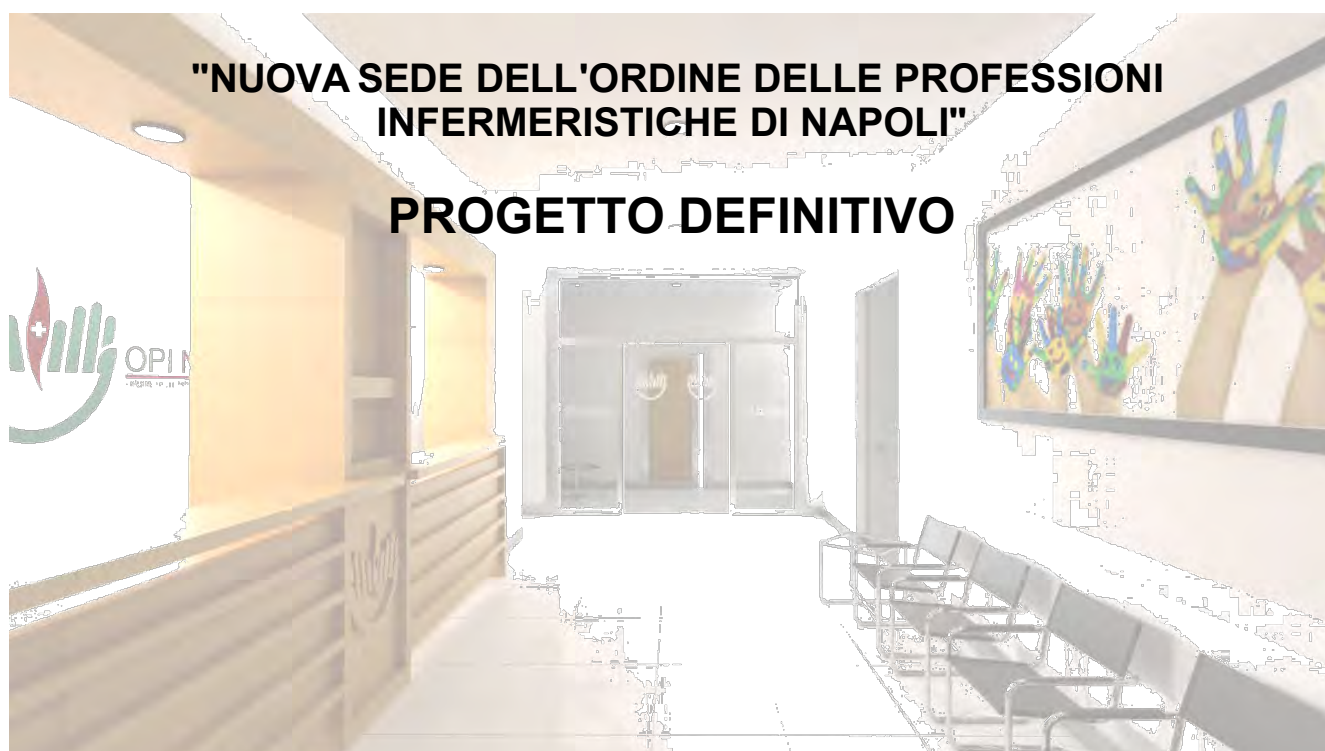 "NUOVA SEDE DELL'ORDINE DELLE PROFESSIONI
INFERMERISTICHE DI NAPOLI"
PROGETTO DEFINITIVO
OPI N